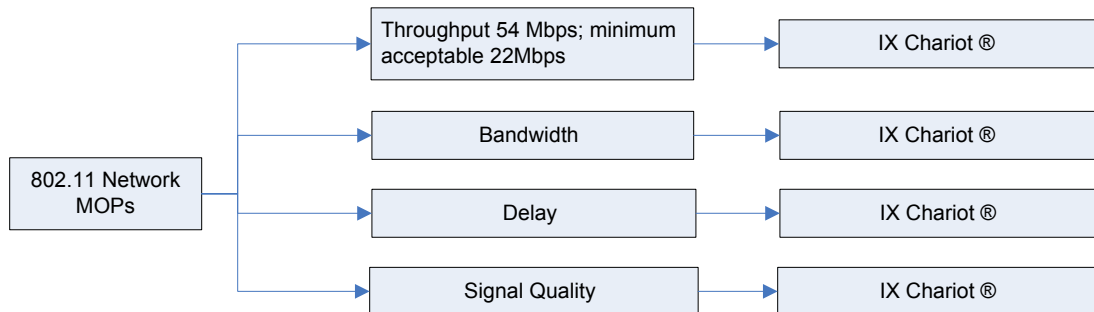 Throughput 54 Mbps; minimum
acceptable 22Mbps
IX Chariot ®
Bandwidth
IX Chariot ®
802.11 Network
MOPs
Delay
IX Chariot ®
Signal Quality
IX Chariot ®